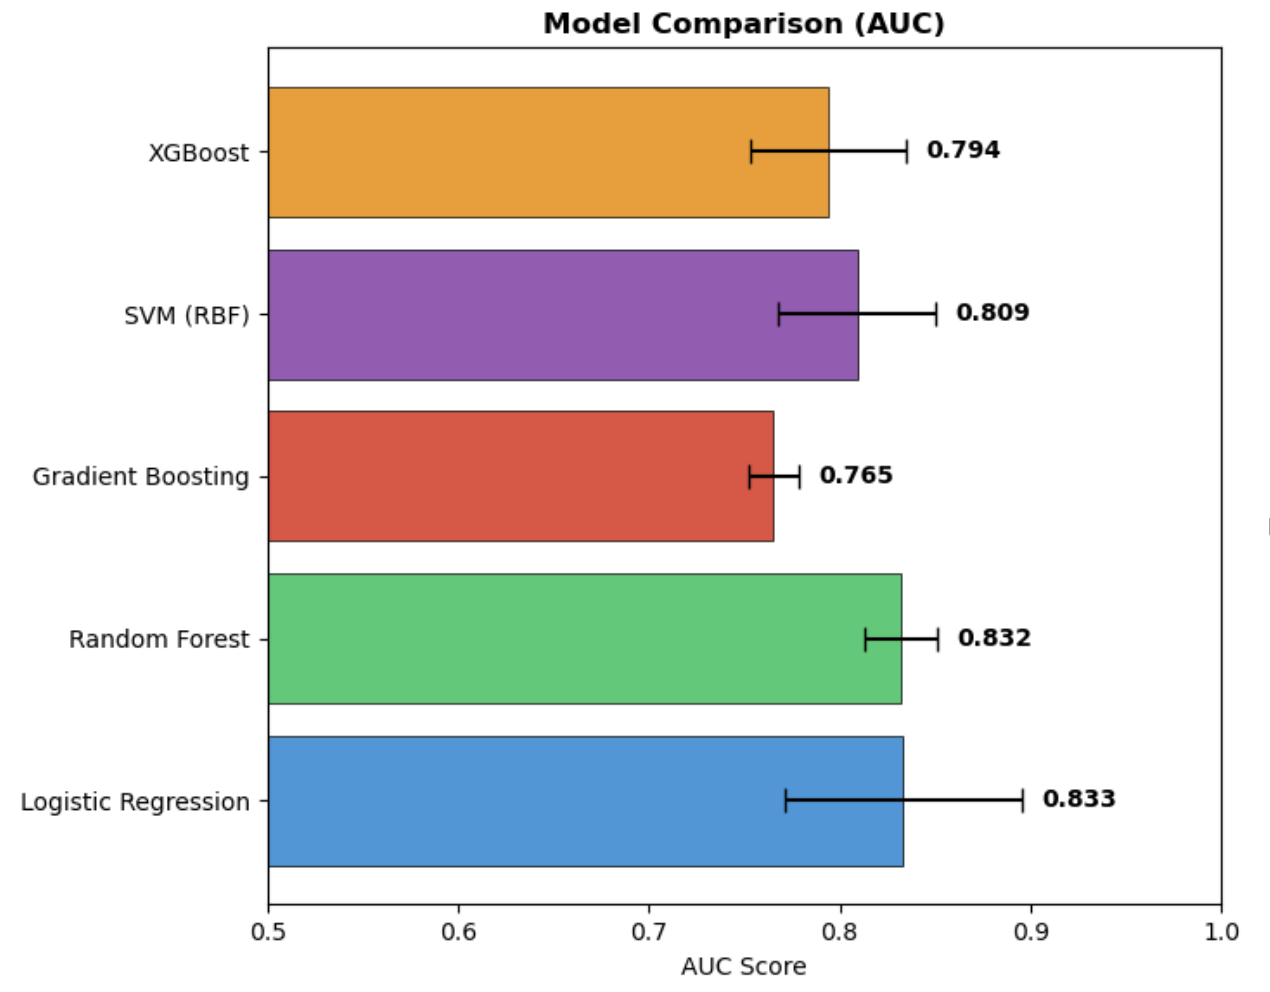 Model Comparison (AUC)
XGBoost
0.794
SVM (RBF)
0.809
Gradient Boosting
0.765
Random Forest
0.832
Logistic Regression
0.833
0.5 0.6 0.7 0.8 0.9 1.0
AUC Score